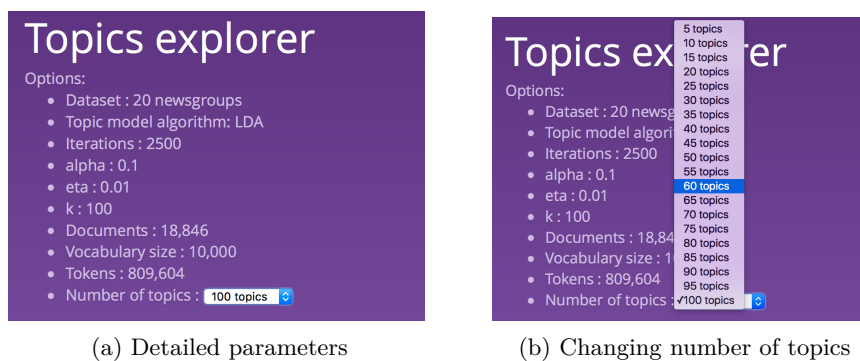 Topics explorer
Options:
Dataset : 20 newsgroups
Topic model algorithm: LDA
Iterations : 2500
alpha : 0.1
eta : 0.01
k : 100
Documents : 18,846
Vocabulary size : 10,000
Tokens : 809,604
Number of topics : 100 topics
(a) Detailed parameters
Topics ex rer
Options:
Dataset : 20 newsg
Topic model algori
Iterations : 2500
alpha : 0.1
eta : 0.01
k : 100
Documents : 18,84
Vocabulary size : 1
Tokens : 809,604
Number of topics :
5 topics
10 topics
15 topics
20 topics
25 topics
30 topics
35 topics
40 topics
45 topics
50 topics
55 topics
60 topics
65 topics
70 topics
75 topics
80 topics
85 topics
90 topics
95 topics
✓100 topics
(b) Changing number of topics